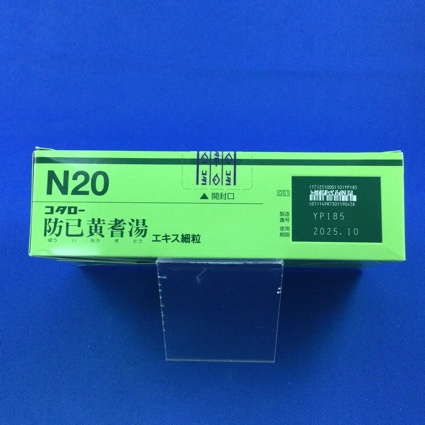 N20
コタロー
防已黄耆湯
ぼう い おう ぎ とう
エキス細粒
▲開封口
製造
番号
YP185
使用
期限
2025.10